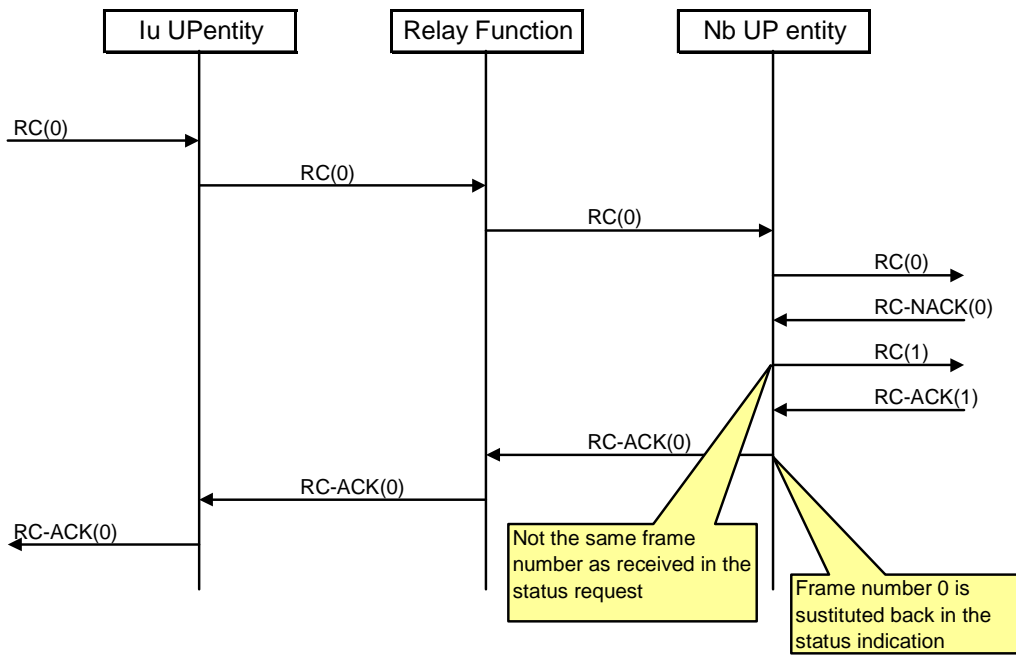 Iu UPentity
Relay Function
Nb UP entity
RC(0)
RC(0)
RC(0)
RC(0)
RC-NACK(0)
RC(1)
RC-ACK(1)
RC-ACK(0)
RC-ACK(0)
RC-ACK(0)
Not the same frame
number as received in the
status request
Frame number 0 is
sustituted back in the
status indication